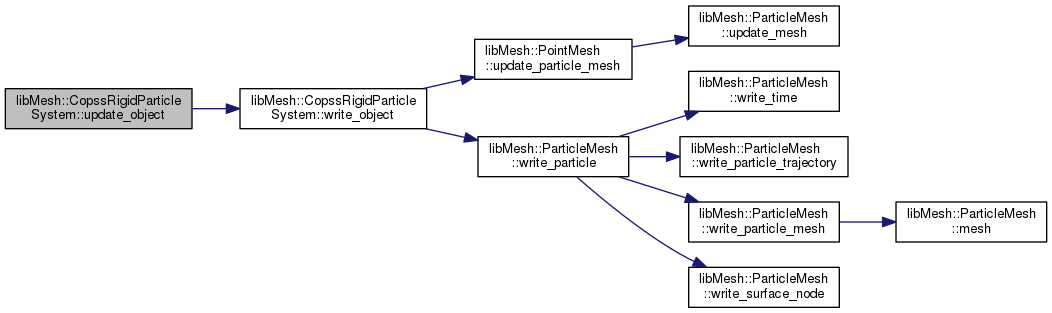 libMesh::CopssRigidParticle
System::update_object
libMesh::CopssRigidParticle
System::write_object
libMesh::PointMesh
::update_particle_mesh
libMesh::ParticleMesh
::update_mesh
libMesh::ParticleMesh
::write_particle
libMesh::ParticleMesh
::write_time
libMesh::ParticleMesh
::write_particle_trajectory
libMesh::ParticleMesh
::write_particle_mesh
libMesh::ParticleMesh
::mesh
libMesh::ParticleMesh
::write_surface_node